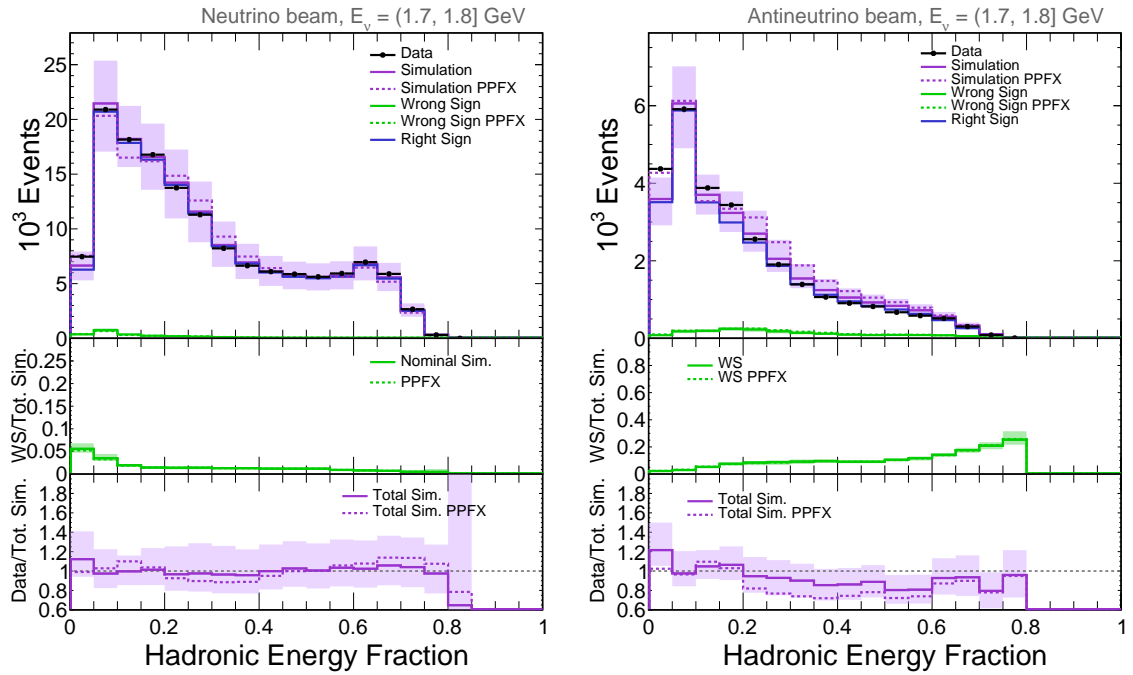 Neutrino beam, Eν = (1.7, 1.8] GeV
10³ Events
25
20
15
10
5
0
Data
Simulation
Simulation PPFX
Wrong Sign
Wrong Sign PPFX
Right Sign
WS/Tot. Sim.
0.25
0.2
0.15
0.1
0.05
0
Nominal Sim.
PPFX
Data/Tot. Sim.
1.8
1.6
1.4
1.2
1
0.8
0.6
Total Sim.
Total Sim. PPFX
0 0.2 0.4 0.6 0.8 1
Hadronic Energy Fraction
Antineutrino beam, Eν = (1.7, 1.8] GeV
10³ Events
6
4
2
0
Data
Simulation
Simulation PPFX
Wrong Sign
Wrong Sign PPFX
Right Sign
WS/Tot. Sim.
0.8
0.6
0.4
0.2
0
WS
WS PPFX
Data/Tot. Sim.
1.8
1.6
1.4
1.2
1
0.8
0.6
Total Sim.
Total Sim. PPFX
0 0.2 0.4 0.6 0.8 1
Hadronic Energy Fraction